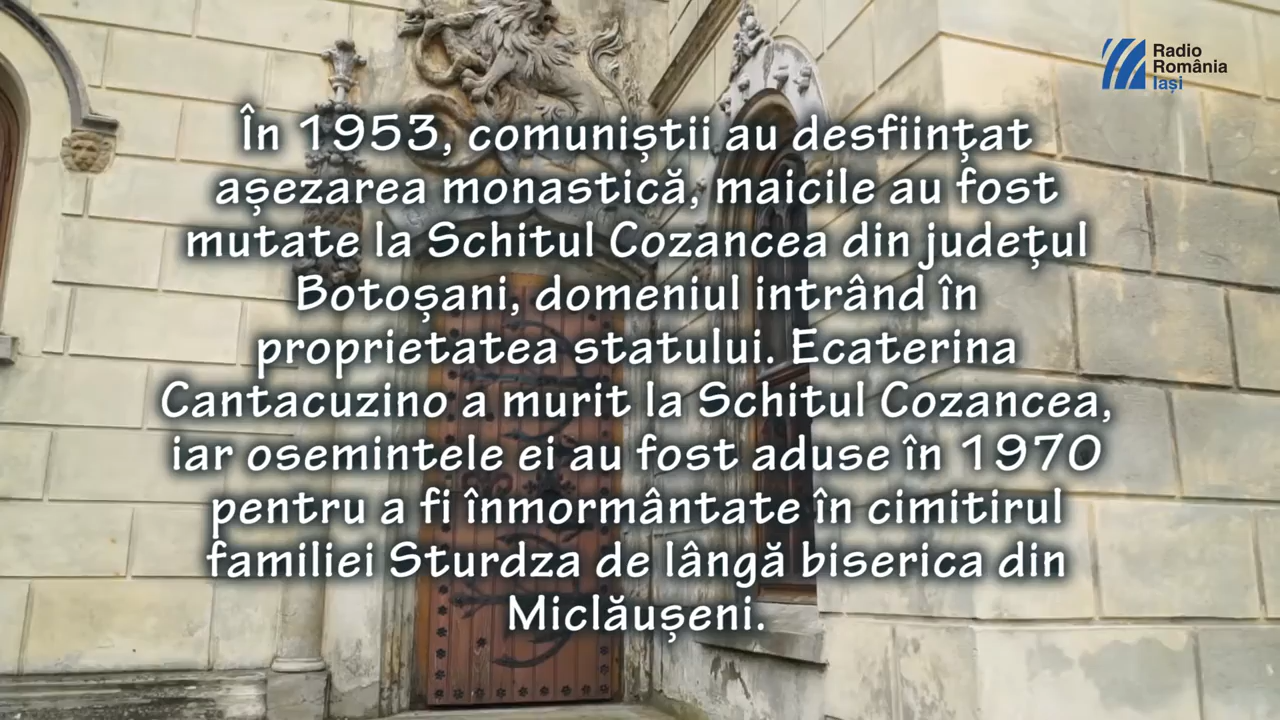 Radio
România
Iași
În 1953, comuniștii au desființat
așezarea monastică, maicile au fost
mutate la Schitul Cozancea din județul
Botoșani, domeniul intrând în
proprietatea statului. Ecaterina
Cantacuzino a murit la Schitul Cozancea,
iar osemintele ei au fost aduse în 1970
pentru a fi înmormântate în cimitirul
familiei Sturdza de lângă biserica din
Miclăușeni.